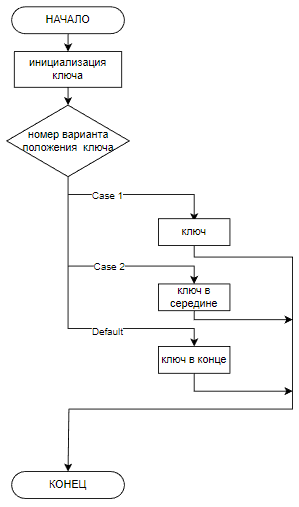 НАЧАЛО
инициализация
ключа
номер варианта
положения ключа
Case 1
ключ
Case 2
ключ в
середине
Default
ключ в конце
КОНЕЦ